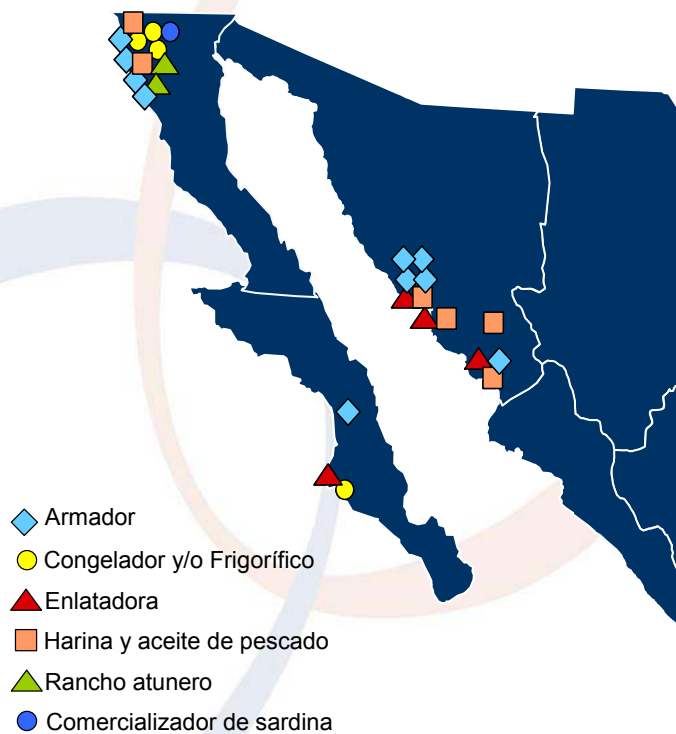 Armador
Congelador y/o Frigorífico
Enlatadora
Harina y aceite de pescado
Rancho atunero
Comercializador de sardina